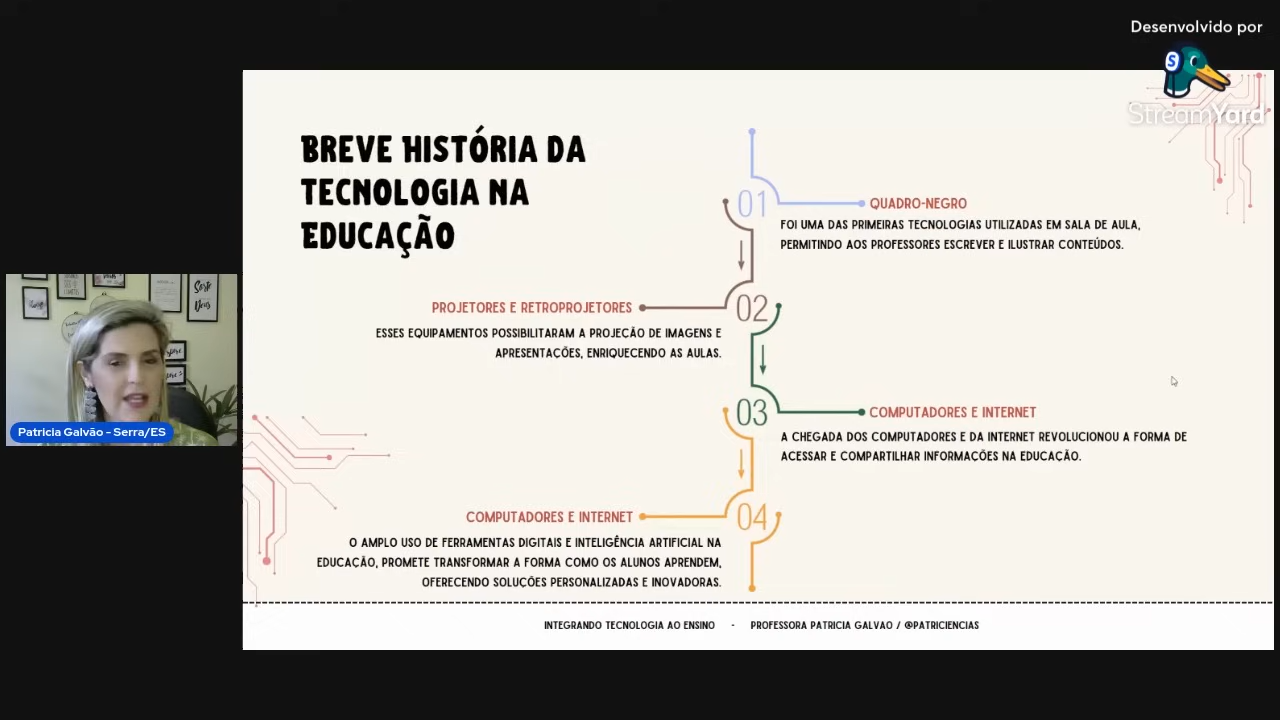 Desenvolvido por
StreamYard
BREVE HISTÓRIA DA
TECNOLOGIA NA
EDUCAÇÃO
01
QUADRO-NEGRO
FOI UMA DAS PRIMEIRAS TECNOLOGIAS UTILIZADAS EM SALA DE AULA,
PERMITINDO AOS PROFESSORES ESCREVER E ILUSTRAR CONTEÚDOS.
02
PROJETORES E RETROPROJETORES
ESSES EQUIPAMENTOS POSSIBILITARAM A PROJEÇÃO DE IMAGENS E
APRESENTAÇÕES, ENRIQUECENDO AS AULAS.
03
COMPUTADORES E INTERNET
A CHEGADA DOS COMPUTADORES E DA INTERNET REVOLUCIONOU A FORMA DE
ACESSAR E COMPARTILHAR INFORMAÇÕES NA EDUCAÇÃO.
04
COMPUTADORES E INTERNET
O AMPLO USO DE FERRAMENTAS DIGITAIS E INTELIGÊNCIA ARTIFICIAL NA
EDUCAÇÃO, PROMETE TRANSFORMAR A FORMA COMO OS ALUNOS APRENDEM,
OFERECENDO SOLUÇÕES PERSONALIZADAS E INOVADORAS.
INTEGRANDO TECNOLOGIA AO ENSINO - PROFESSORA PATRICIA GALVAO / @PATRICIENCIAS
Deus
Patricia Galvão - Serra/ES